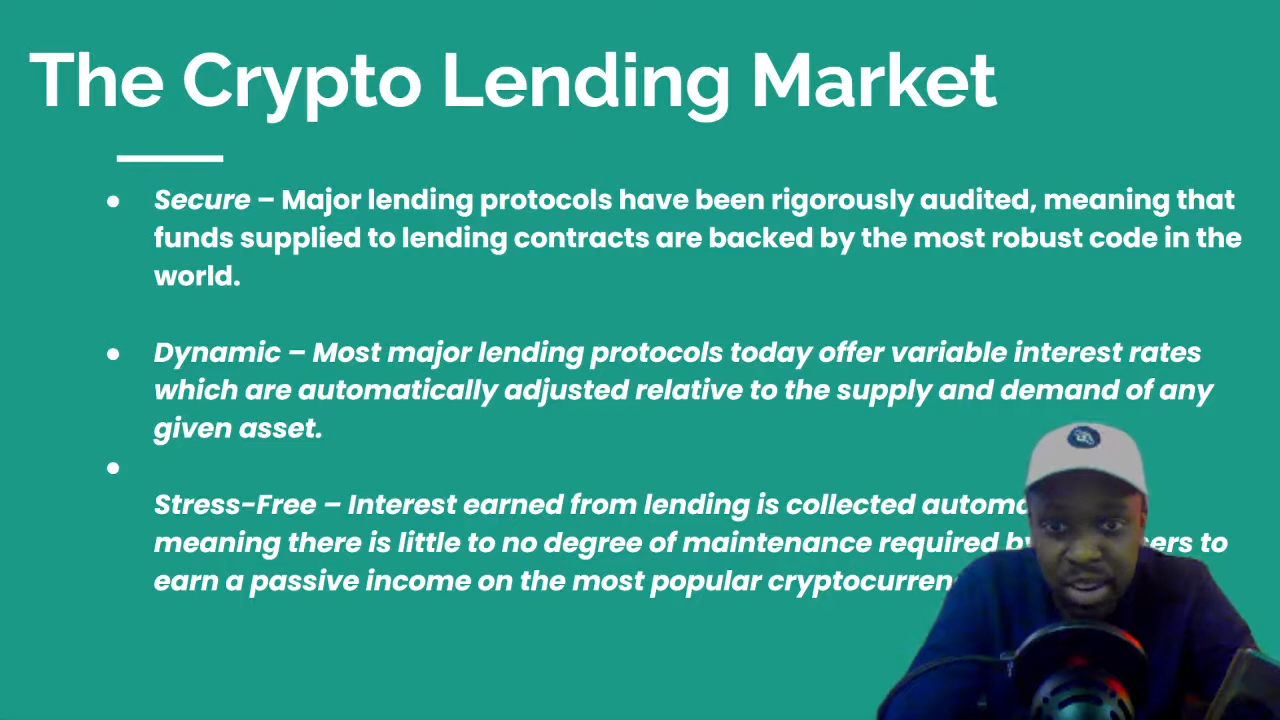 The Crypto Lending Market
● Secure – Major lending protocols have been rigorously audited, meaning that
funds supplied to lending contracts are backed by the most robust code in the
world.
● Dynamic – Most major lending protocols today offer variable interest rates
which are automatically adjusted relative to the supply and demand of any
given asset.
●
Stress-Free – Interest earned from lending is collected
meaning there is little to no degree of maintenance required to
earn a passive income on the most popular